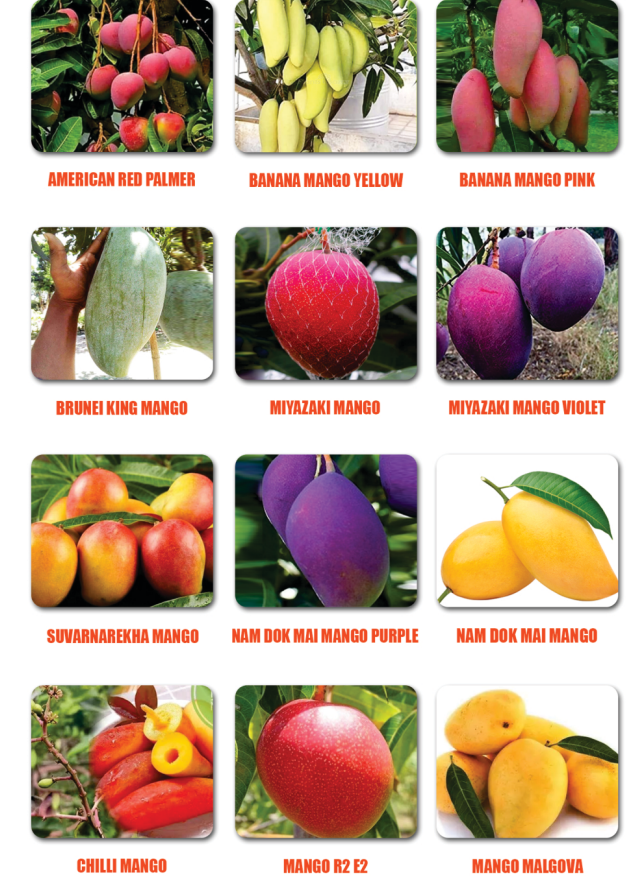 AMERICAN RED PALMER
BANANA MANGO YELLOW
BANANA MANGO PINK
BRUNEI KING MANGO
MIYAZAKI MANGO
MIYAZAKI MANGO VIOLET
SUVARNAREKHA MANGO
NAM DOK MAI MANGO PURPLE
NAM DOK MAI MANGO
CHILLI MANGO
MANGO R2 E2
MANGO MALGOVA